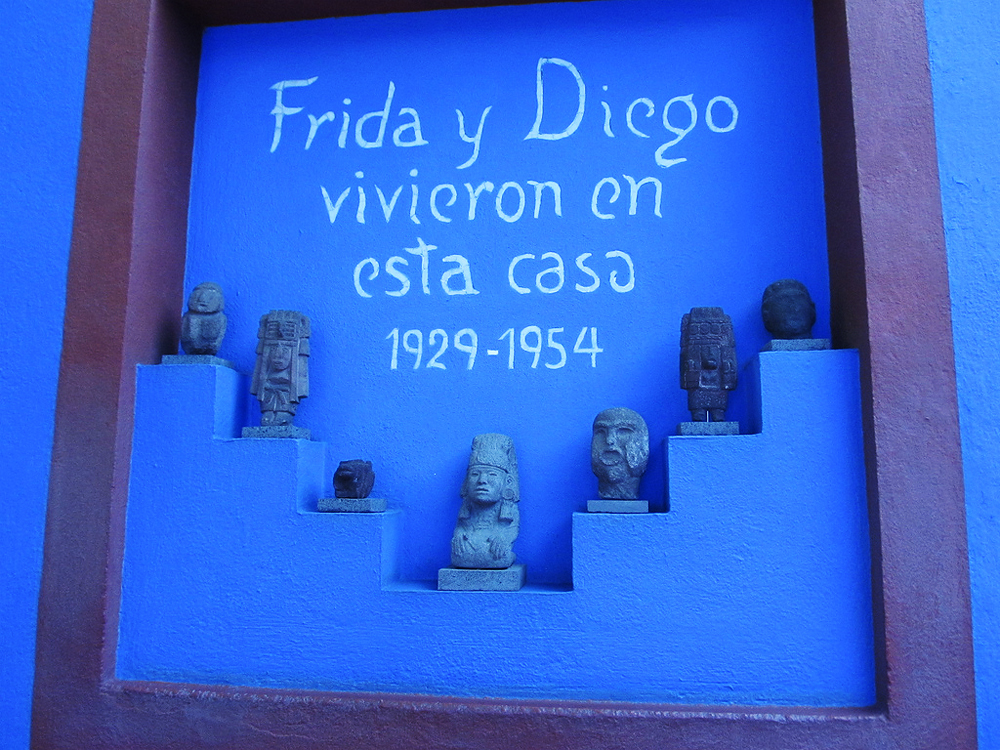 Frida y Diego
vivieron en
esta casa
1929-1954